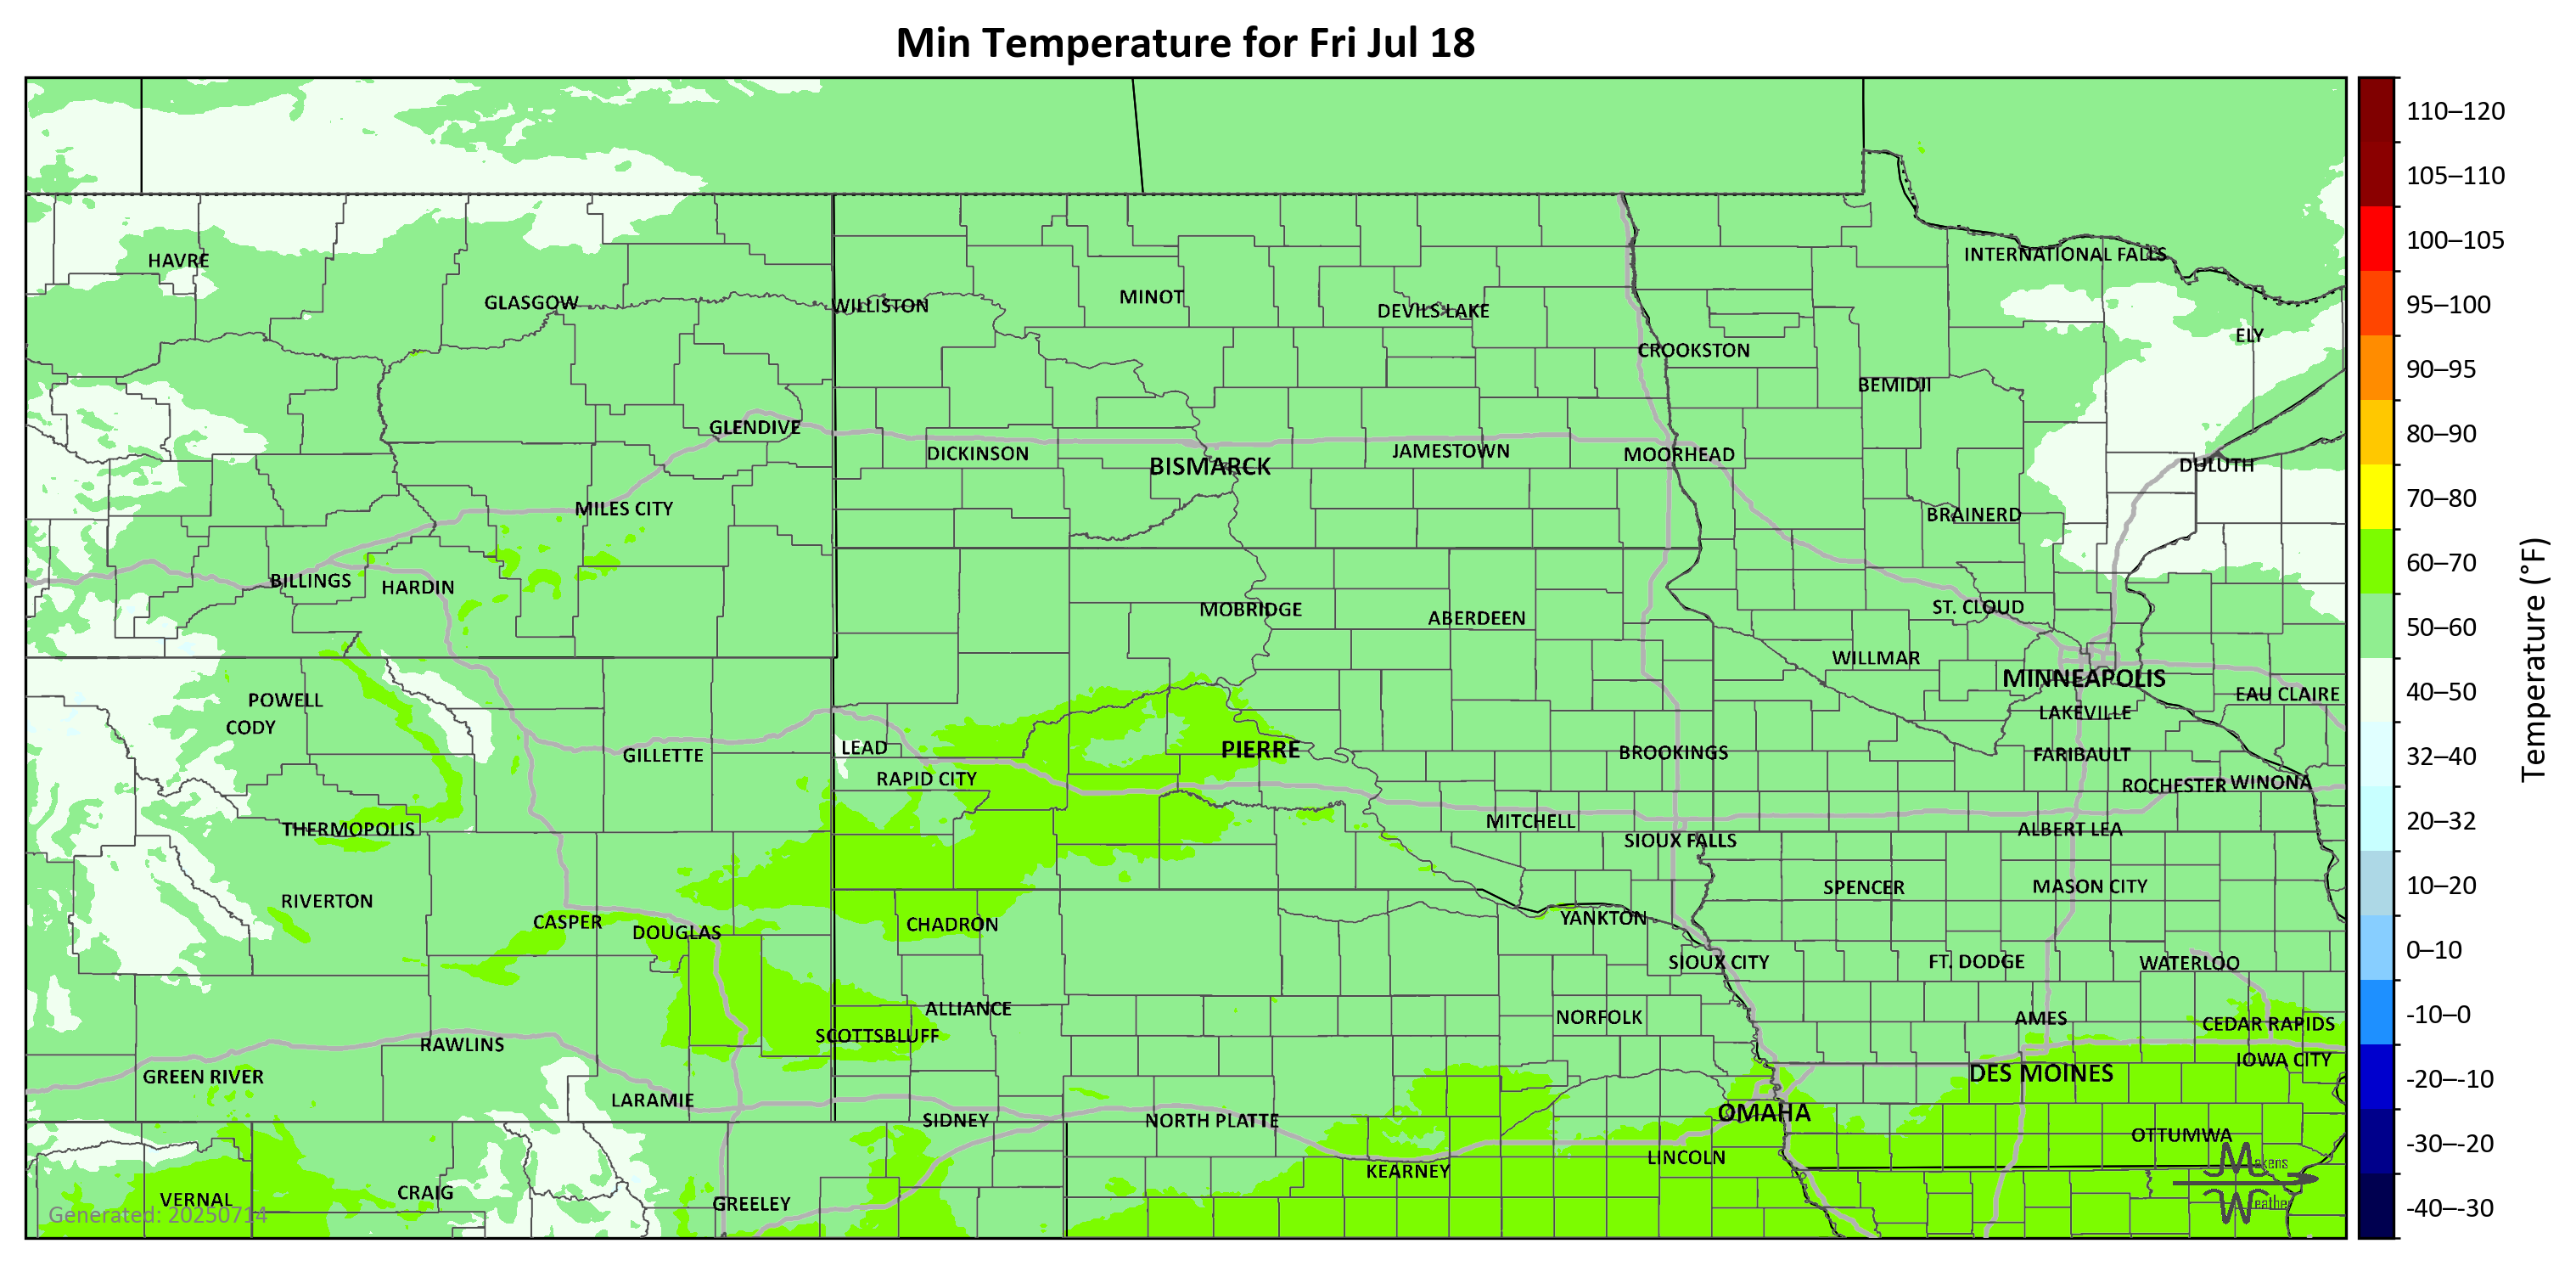 Min Temperature for Fri Jul 18
110–120
105–110
100–105
95–100
90–95
80–90
70–80
60–70
50–60
40–50
32–40
20–32
10–20
0–10
-10–0
-20–-10
-30–-20
-40–-30
Temperature (°F)
HAVRE
GLASGOW
WILLISTON
MINOT
DEVILS LAKE
CROOKSTON
INTERNATIONAL FALLS
ELY
BEMIDJI
GLENDIVE
DICKINSON
BISMARCK
JAMESTOWN
MOORHEAD
DULUTH
MILES CITY
BRAINERD
BILLINGS
HARDIN
MOBRIDGE
ABERDEEN
ST. CLOUD
WILLMAR
MINNEAPOLIS
EAU CLAIRE
LAKEVILLE
POWELL
CODY
GILLETTE
LEAD
RAPID CITY
PIERRE
BROOKINGS
FARIBAULT
ROCHESTER
WINONA
THERMOPOLIS
MITCHELL
SIOUX FALLS
ALBERT LEA
RIVERTON
CASPER
DOUGLAS
CHADRON
YANKTON
SPENCER
MASON CITY
SIOUX CITY
FT. DODGE
WATERLOO
ALLIANCE
SCOTTSBLUFF
NORFOLK
AMES
CEDAR RAPIDS
RAWLINS
GREEN RIVER
LARAMIE
SIDNEY
NORTH PLATTE
OMAHA
DES MOINES
IOWA CITY
OTTUMWA
KEARNEY
LINCOLN
VERNAL
CRAIG
GREELEY
Generated: 20250714
Makens
Weather